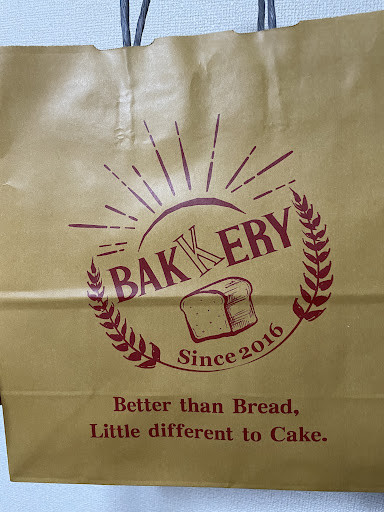 BAKKERY
Since 2016
Better than Bread,
Little different to Cake.